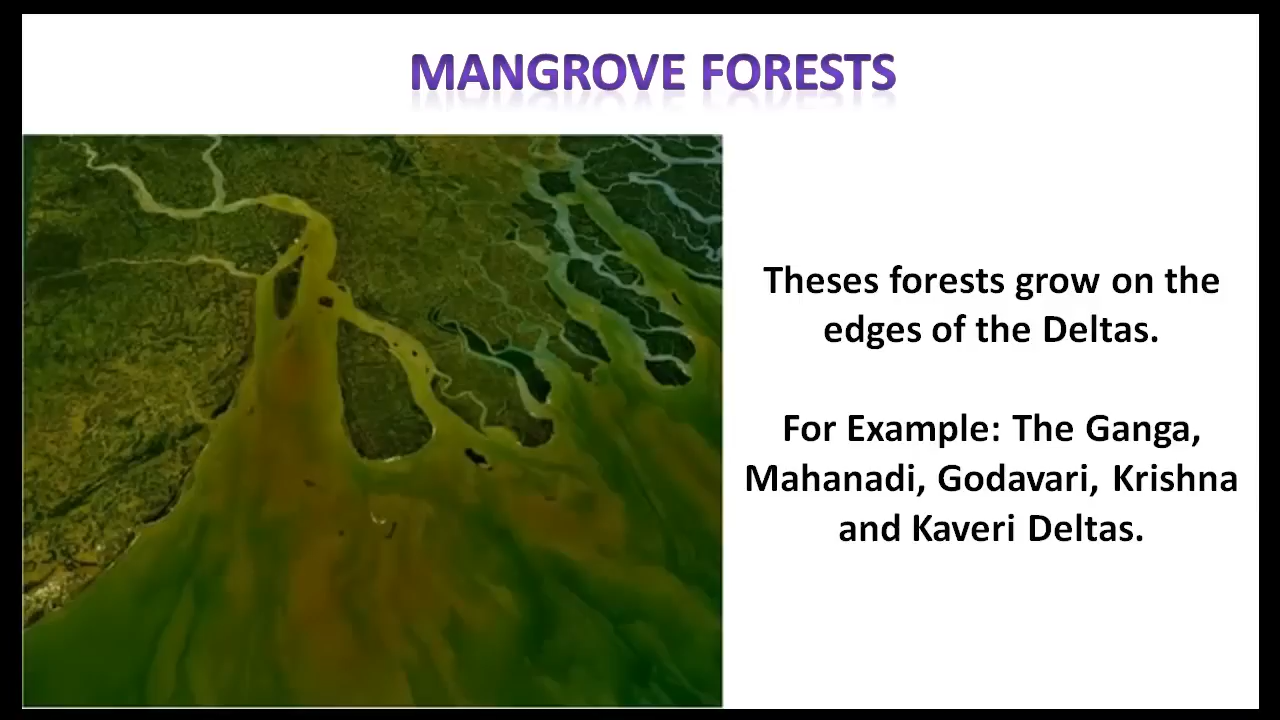 MANGROVE FORESTS
Theses forests grow on the
edges of the Deltas.
For Example: The Ganga,
Mahanadi, Godavari, Krishna
and Kaveri Deltas.